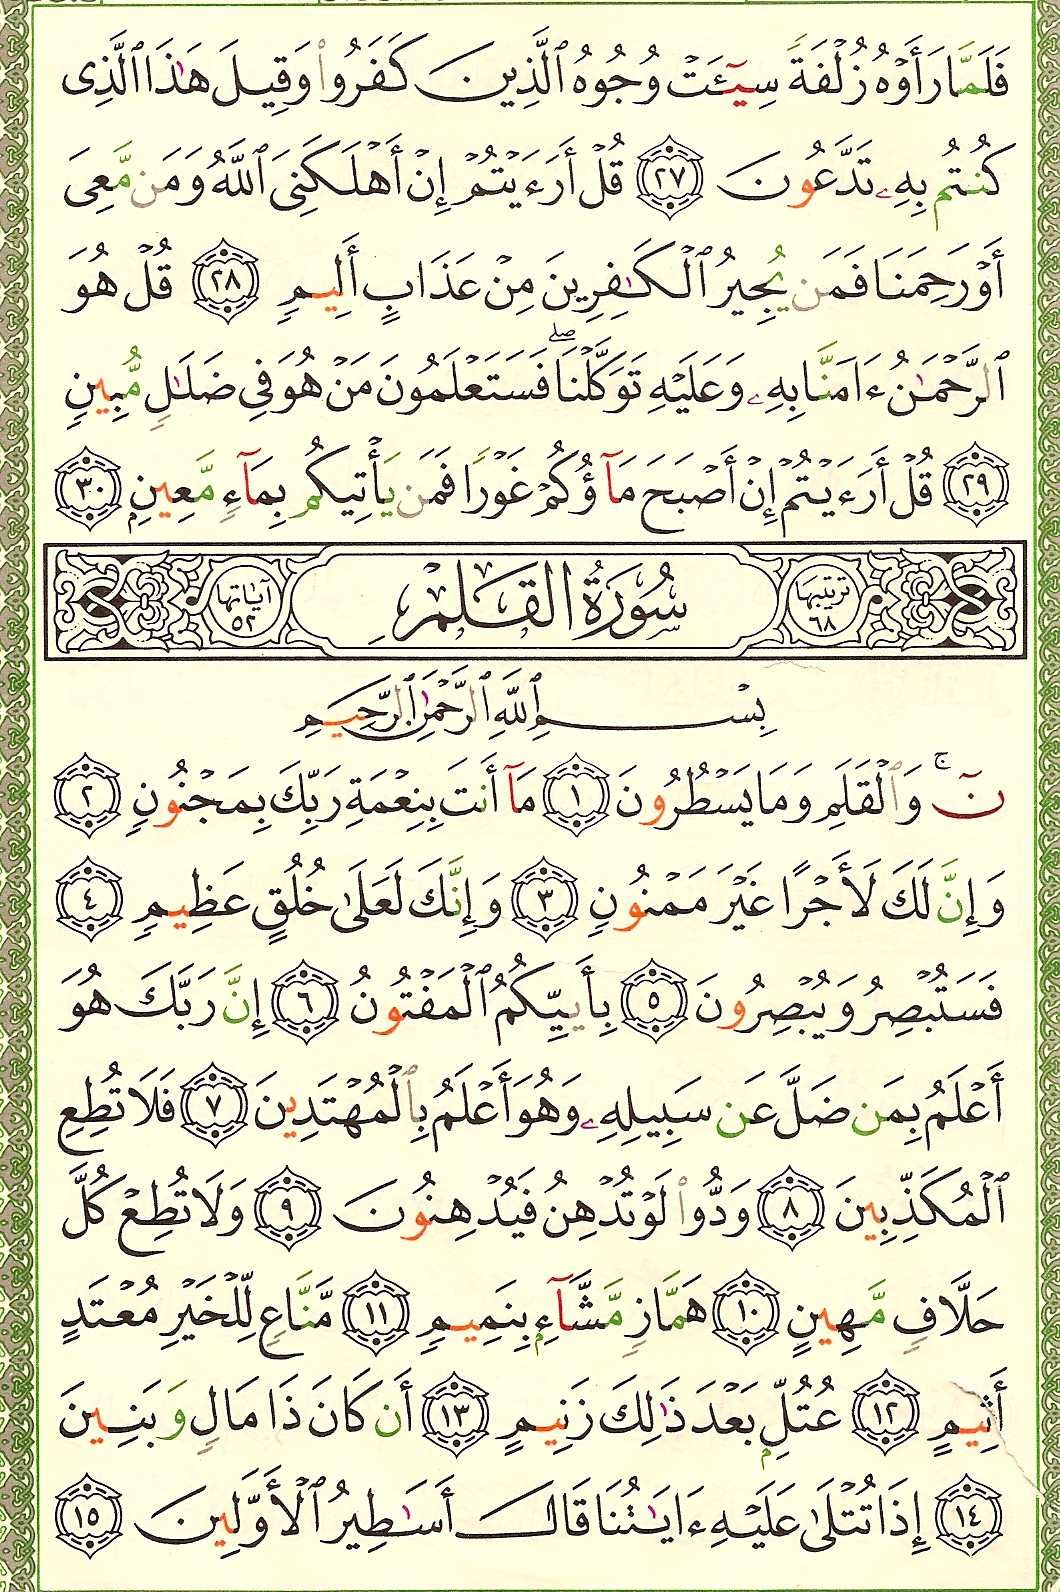 فَلَمَّا رَأَوْهُ زُلْفَةً سِيٓـَٔتْ وُجُوهُ ٱلَّذِينَ كَفَرُوا۟ وَقِيلَ هَٰذَا ٱلَّذِى
كُنتُم بِهِۦ تَدَّعُونَ ٢٧ قُلْ أَرَءَيْتُمْ إِنْ أَهْلَكَنِىَ ٱللَّهُ وَمَن مَّعِىَ
أَوْ رَحِمَنَا فَمَن يُجِيرُ ٱلْكَٰفِرِينَ مِنْ عَذَابٍ أَلِيمٍ ٢٨ قُلْ هُوَ
ٱلرَّحْمَٰنُ ءَامَنَّا بِهِۦ وَعَلَيْهِ تَوَكَّلْنَا ۖ فَسَتَعْلَمُونَ مَنْ هُوَ فِى ضَلَٰلٍ مُّبِينٍ
٢٩ قُلْ أَرَءَيْتُمْ إِنْ أَصْبَحَ مَآؤُكُمْ غَوْرًا فَمَن يَأْتِيكُم بِمَآءٍ مَّعِينٍۭ ٣٠
ترتيبها ٦٨ سُورَةُ القَلَمِ آياتها ٥٢
بِسْمِ ٱللَّهِ ٱلرَّحْمَٰنِ ٱلرَّحِيمِ
نٓ ۚ وَٱلْقَلَمِ وَمَا يَسْطُرُونَ ١ مَآ أَنتَ بِنِعْمَةِ رَبِّكَ بِمَجْنُونٍ ٢
وَإِنَّ لَكَ لَأَجْرًا غَيْرَ مَمْنُونٍ ٣ وَإِنَّكَ لَعَلَىٰ خُلُقٍ عَظِيمٍ ٤
فَسَتُبْصِرُ وَيُبْصِرُونَ ٥ بِأَييِّكُمُ ٱلْمَفْتُونُ ٦ إِنَّ رَبَّكَ هُوَ
أَعْلَمُ بِمَن ضَلَّ عَن سَبِيلِهِۦ وَهُوَ أَعْلَمُ بِٱلْمُهْتَدِينَ ٧ فَلَا تُطِعِ
ٱلْمُكَذِّبِينَ ٨ وَدُّوا۟ لَوْ تُدْهِنُ فَيُدْهِنُونَ ٩ وَلَا تُطِعْ كُلَّ
حَلَّافٍ مَّهِينٍ ١٠ هَمَّازٍ مَّشَّآءٍۭ بِنَمِيمٍ ١١ مَّنَّاعٍ لِّلْخَيْرِ مُعْتَدٍ
أَثِيمٍ ١٢ عُتُلٍّۭ بَعْدَ ذَٰلِكَ زَنِيمٍ ١٣ أَن كَانَ ذَا مَالٍ وَبَنِينَ
١٤ إِذَا تُتْلَىٰ عَلَيْهِ ءَايَٰتُنَا قَالَ أَسَٰطِيرُ ٱلْأَوَّلِينَ ١٥